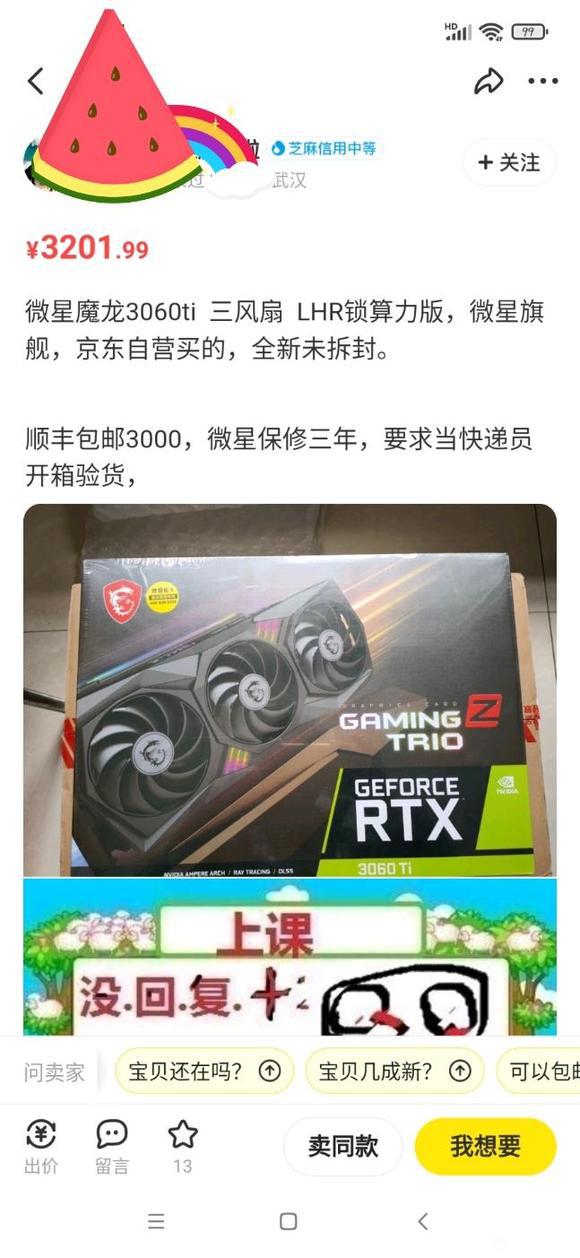 HD
99
啦 芝麻信用中等
+ 关注
过
武汉
¥3201.99
微星魔龙3060ti 三风扇 LHR锁算力版，微星旗
舰，京东自营买的，全新未拆封。
顺丰包邮3000，微星保修三年，要求当快递员
开箱验货，
GRAPHICS CARD
GAMING Z
TRIO
GEFORCE
RTX
NVIDIA
3060 Ti
NVIDIA AMPERE ARCH / RAY TRACING / DLSS
上课
没.回.复.+
问卖家
宝贝还在吗？
宝贝几成新？
可以包邮
出价
留言
13
卖同款
我想要